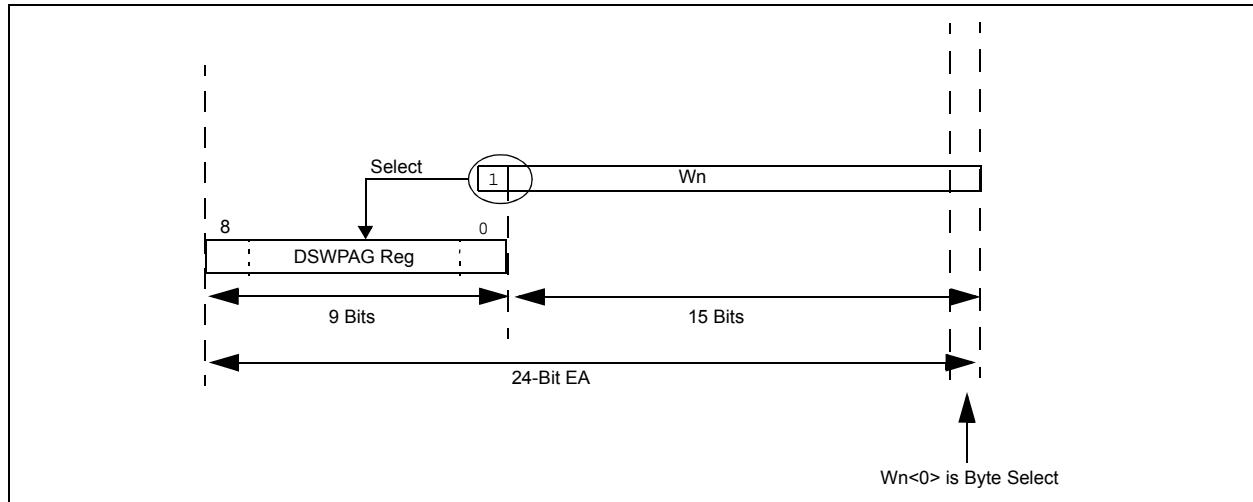 Select
1
Wn
8
0
DSWPAG Reg
9 Bits
15 Bits
24-Bit EA
Wn<0> is Byte Select